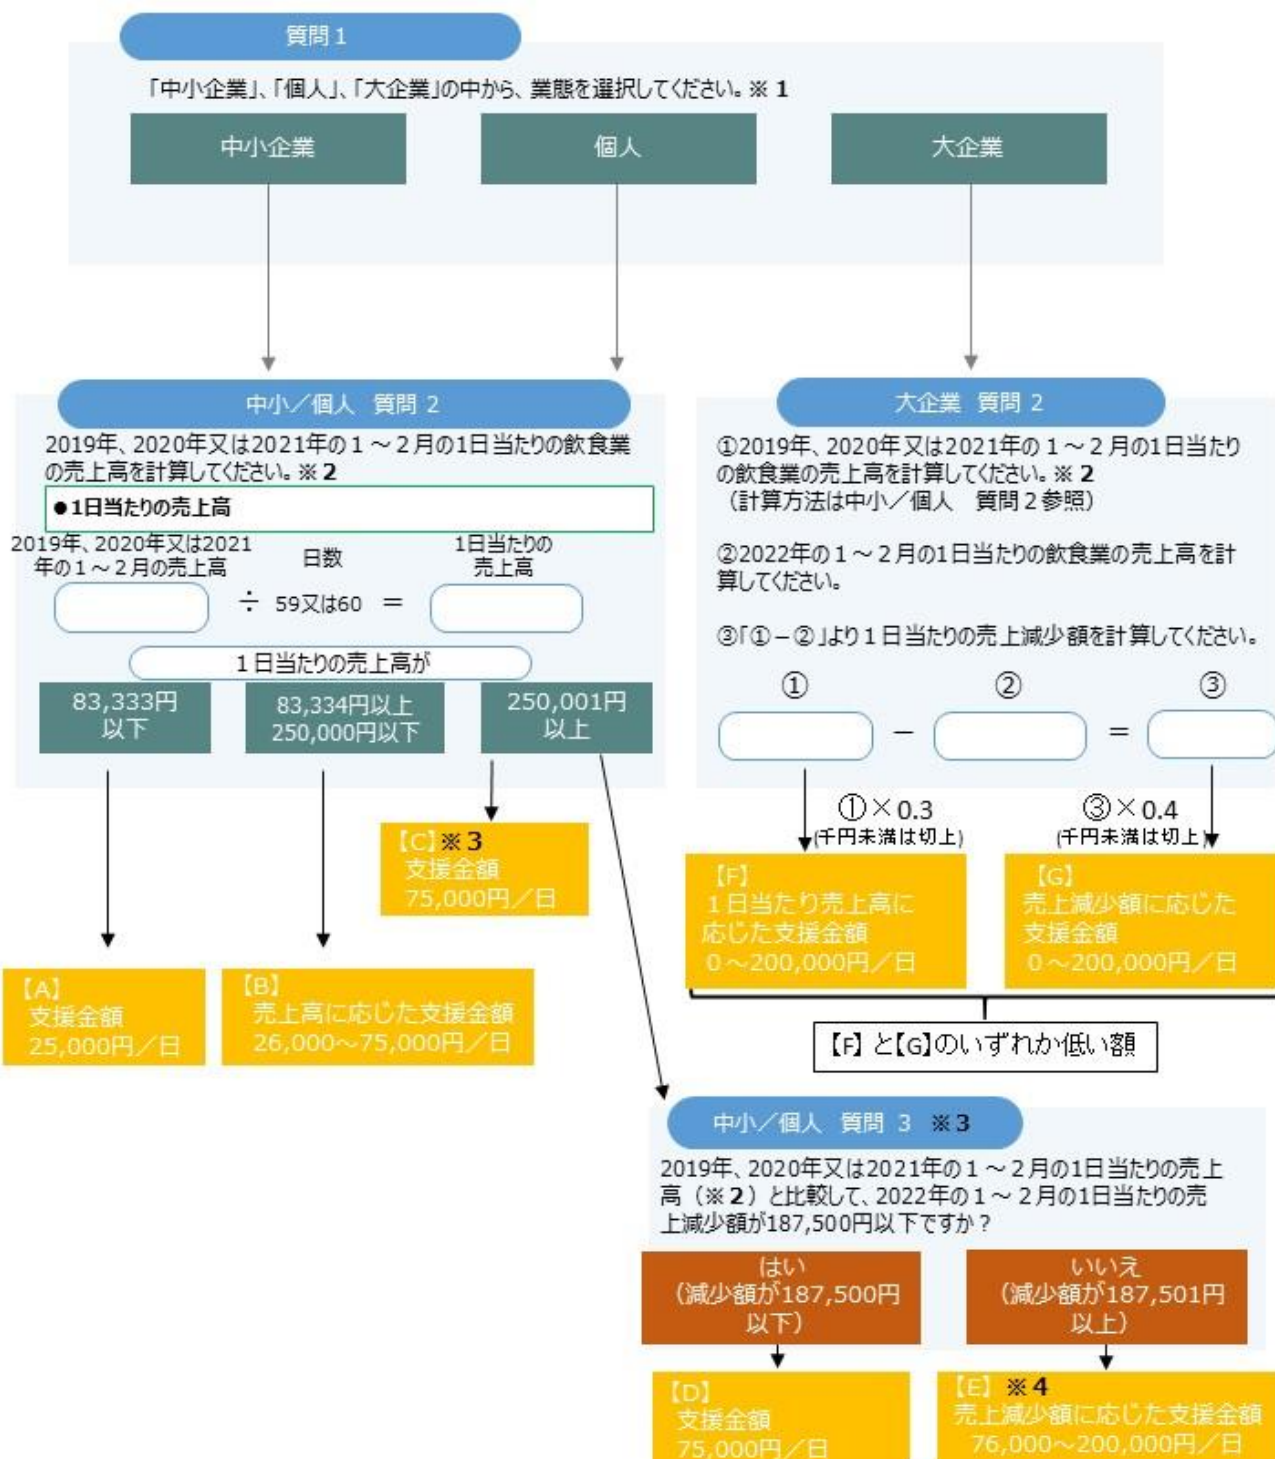 質問1
「中小企業」、「個人」、「大企業」の中から、業態を選択してください。※1
中小企業
個人
大企業
中小／個人 質問 2
2019年、2020年又は2021年の1～2月の1日当たりの飲食業
の売上高を計算してください。※2
●1日当たりの売上高
2019年、2020年又は2021
年の1～2月の売上高
日数
1日当たりの
売上高
÷ 59又は60 =
1日当たりの売上高が
83,333円
以下
83,334円以上
250,000円以下
250,001円
以上
【C】※3
支援金額
75,000円／日
【A】
支援金額
25,000円／日
【B】
売上高に応じた支援金額
26,000～75,000円／日
大企業 質問 2
①2019年、2020年又は2021年の1～2月の1日当たり
の飲食業の売上高を計算してください。※2
（計算方法は中小／個人 質問2参照）
②2022年の1～2月の1日当たりの飲食業の売上高を計
算してください。
③「①－②」より1日当たりの売上減少額を計算してください。
① ② ③
－ ＝
①×0.3
(千円未満は切上)
③×0.4
(千円未満は切上)
【F】
1日当たり売上高に
応じた支援金額
0～200,000円／日
【G】
売上減少額に応じた
支援金額
0～200,000円／日
【F】と【G】のいずれか低い額
中小／個人 質問 3 ※3
2019年、2020年又は2021年の1～2月の1日当たりの売上
高（※2）と比較して、2022年の1～2月の1日当たりの売
上減少額が187,500円以下ですか？
はい
（減少額が187,500円
以下）
いいえ
（減少額が187,501円
以上）
【D】
支援金額
75,000円／日
【E】※4
売上減少額に応じた支援金額
76,000～200,000円／日